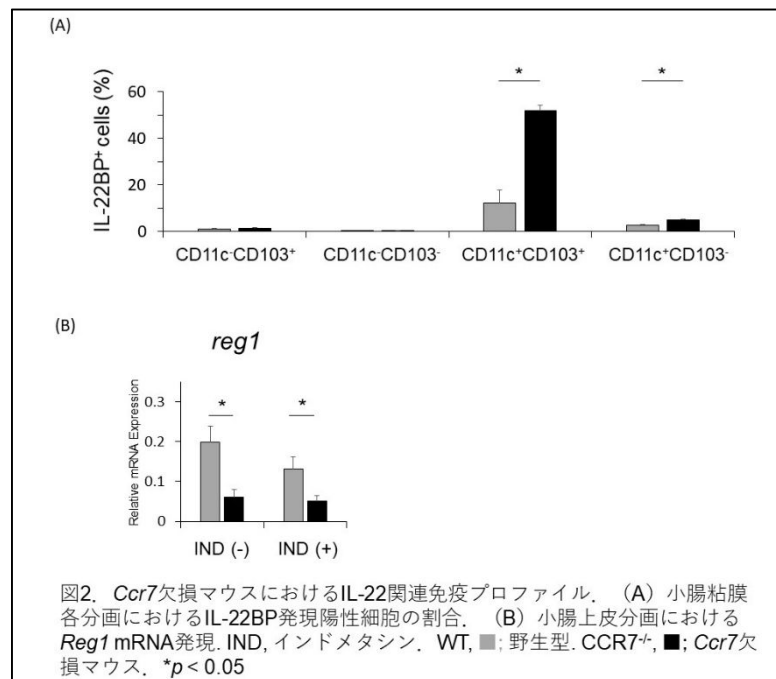 (A)
IL-22BP⁺ cells (%)
60
40
20
0
* *
CD11c⁻CD103⁺ CD11c⁻CD103⁻ CD11c⁺CD103⁺ CD11c⁺CD103⁻
(B)
reg1
Relative mRNA Expression
0.3
0.2
0.1
0
* *
IND (-) IND (+)
図2. Ccr7欠損マウスにおけるIL-22関連免疫プロファイル. (A) 小腸粘膜
各分画におけるIL-22BP発現陽性細胞の割合. (B) 小腸上皮分画における
Reg1 mRNA発現. IND, インドメタシン. WT, ■; 野生型. CCR7⁻/⁻, ■; Ccr7欠
損マウス. *p < 0.05